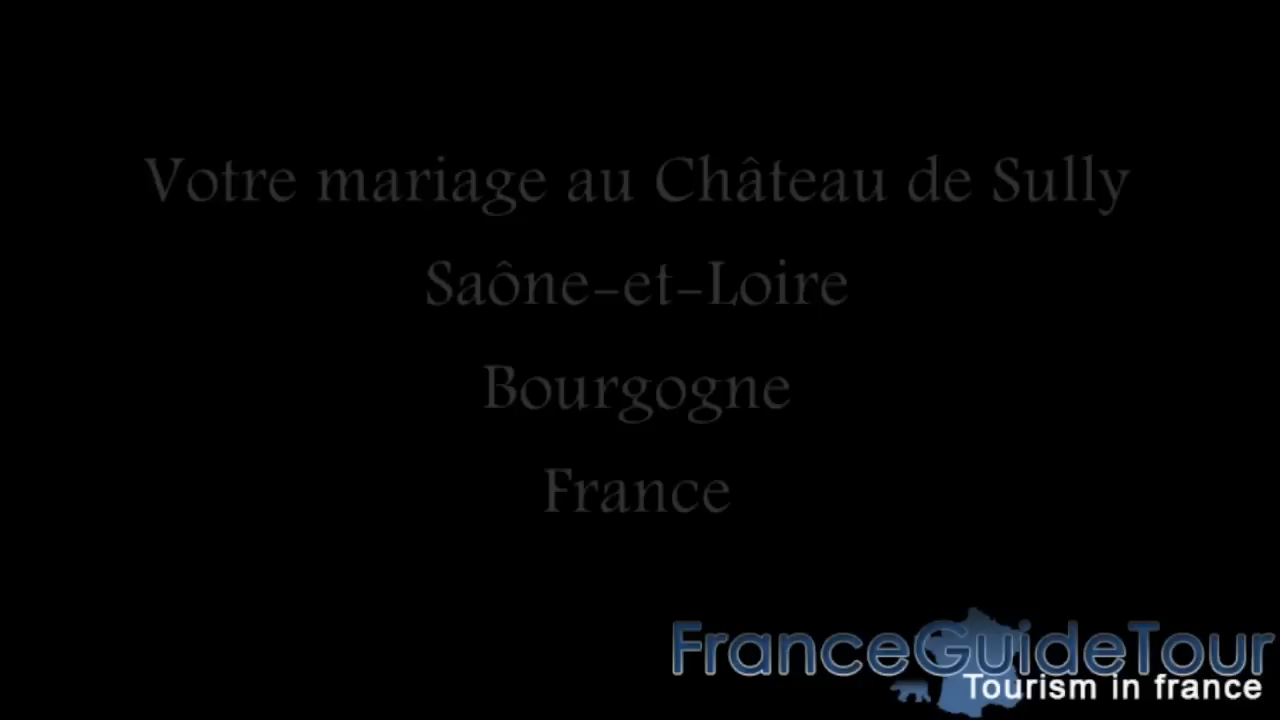 Votre mariage au Château de Sully
Saône-et-Loire
Bourgogne
France
FranceGuideTour
Tourism in france